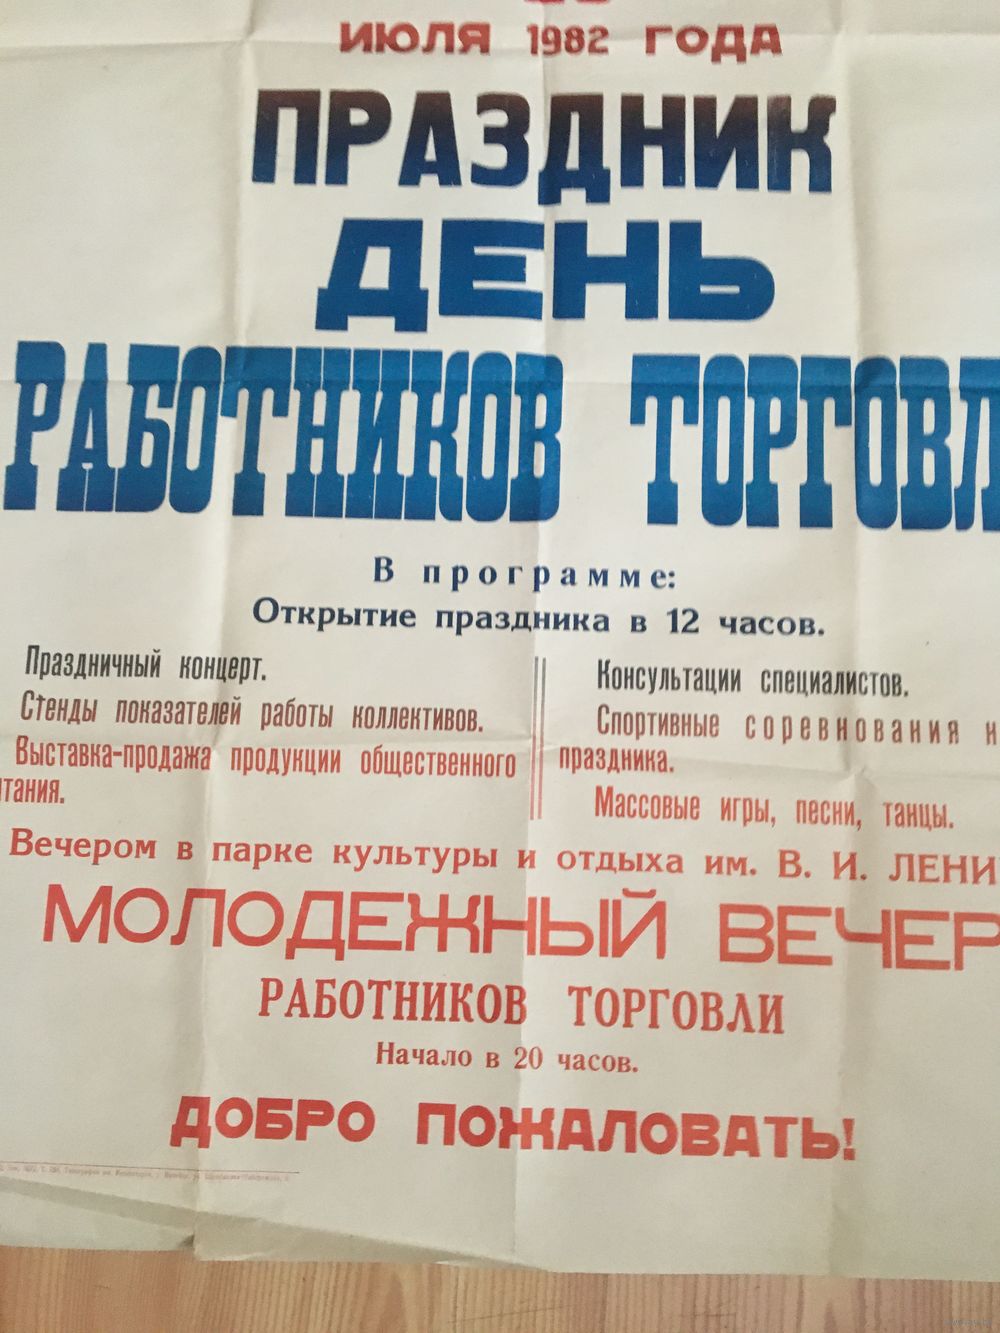 ИЮЛЯ 1982 ГОДА
ПРАЗДНИК
ДЕНЬ
РАБОТНИКОВ ТОРГОВЛ
В программе:
Открытие праздника в 12 часов.
Праздничный концерт.
Стенды показателей работы коллективов.
Выставка-продажа продукции общественного
тания.
Консультации специалистов.
Спортивные соревнования н
праздника.
Массовые игры, песни, танцы.
Вечером в парке культуры и отдыха им. В. И. ЛЕНИ
МОЛОДЕЖНЫЙ ВЕЧЕР
РАБОТНИКОВ ТОРГОВЛИ
Начало в 20 часов.
ДОБРО ПОЖАЛОВАТЬ!